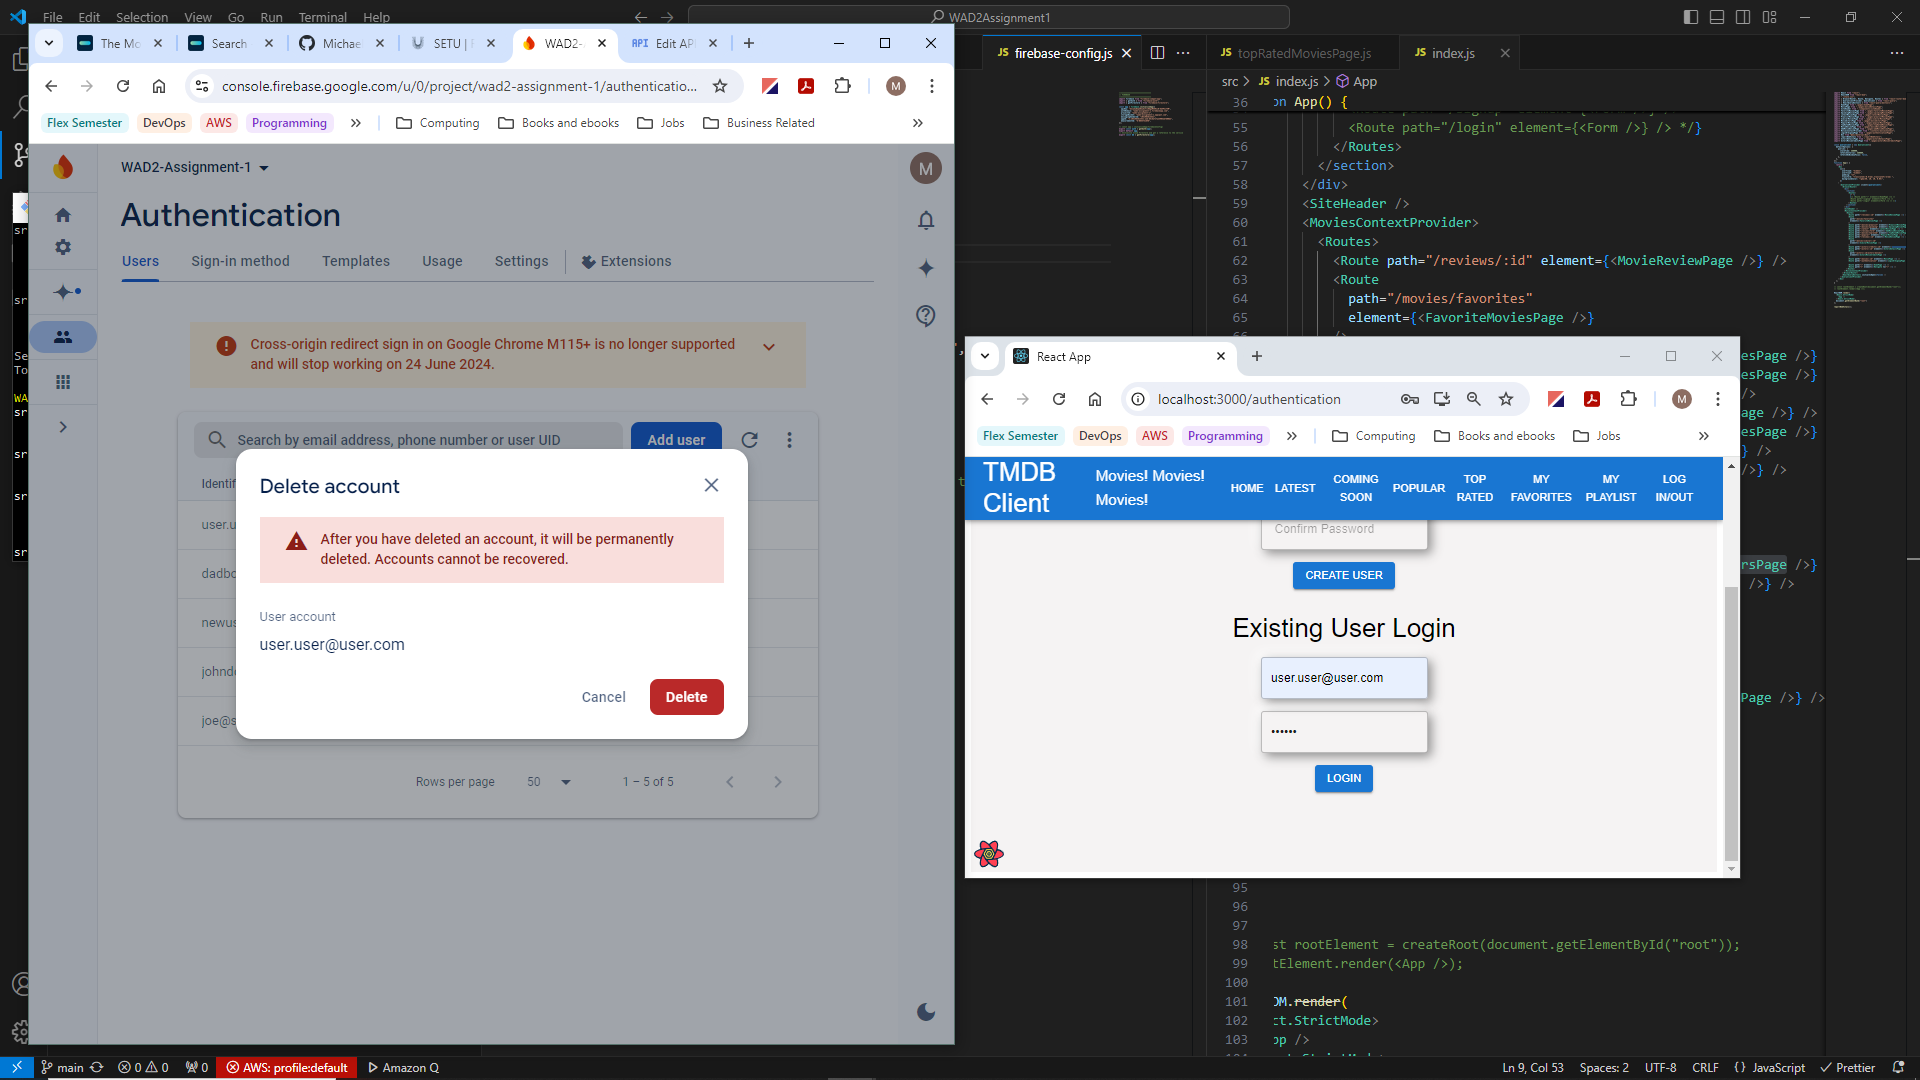 File Edit Selection View Go Run Terminal Help
WAD2Assignment1
The Mo
Search
Michae
SETU |
WAD2-
API Edit AP
console.firebase.google.com/u/0/project/wad2-assignment-1/authenticatio...
M
Flex Semester DevOps AWS Programming Computing Books and ebooks Jobs Business Related
WAD2-Assignment-1
M
Authentication
Users Sign-in method Templates Usage Settings Extensions
Cross-origin redirect sign in on Google Chrome M115+ is no longer supported
and will stop working on 24 June 2024.
Search by email address, phone number or user UID
Add user
Identif
user.u
dadbo
newus
johnd
joe@s
Delete account
After you have deleted an account, it will be permanently
deleted. Accounts cannot be recovered.
User account
user.user@user.com
Cancel
Delete
Rows per page 50 1 – 5 of 5
sr
sr
Se
To
WA
sr
sr
sr
sr
JS firebase-config.js
JS topRatedMoviesPage.js
JS index.js
src > JS index.js > App
36 on App() {
55 <Route path="/login" element={<Form />} /> */}
56 </Routes>
57 </section>
58 </div>
59 <SiteHeader />
60 <MoviesContextProvider>
61 <Routes>
62 <Route path="/reviews/:id" element={<MovieReviewPage />} />
63 <Route
64 path="/movies/favorites"
65 element={<FavoriteMoviesPage />}
esPage />}
esPage />}
/>
age />} />
esPage />}
/>} />
/>} />
rsPage />}
/>} />
Page />} />
React App
localhost:3000/authentication
M
Flex Semester DevOps AWS Programming Computing Books and ebooks Jobs
TMDB
Client
Movies! Movies!
Movies!
HOME
LATEST
COMING
SOON
POPULAR
TOP
RATED
MY
FAVORITES
MY
PLAYLIST
LOG
IN/OUT
Confirm Password
CREATE USER
Existing User Login
user.user@user.com
••••••
LOGIN
95
96
97
98 st rootElement = createRoot(document.getElementById("root"));
99 tElement.render(<App />);
100
101 DM.render(
102 ct.StrictMode>
103 pp />
main 0 0 0 AWS: profile:default Amazon Q
Ln 9, Col 53 Spaces: 2 UTF-8 CRLF {} JavaScript Prettier